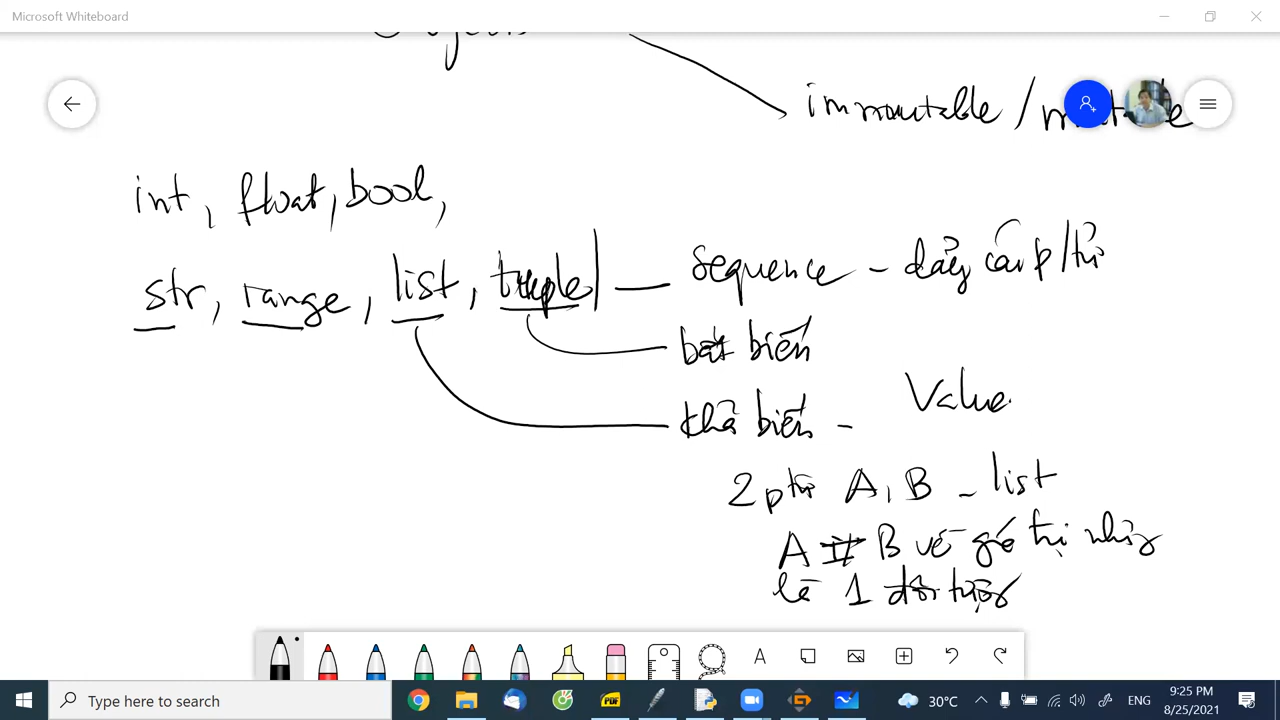 Microsoft Whiteboard
immutable / mutable
int, float, bool,
str, range, list, tuple — sequence - dãy các p/tử
bất biến
Value
khả biến -
2 ptử A, B - list
A # B về giá trị nhưng
là 1 đối tượng
Type here to search
30°C ENG 9:25 PM
8/25/2021